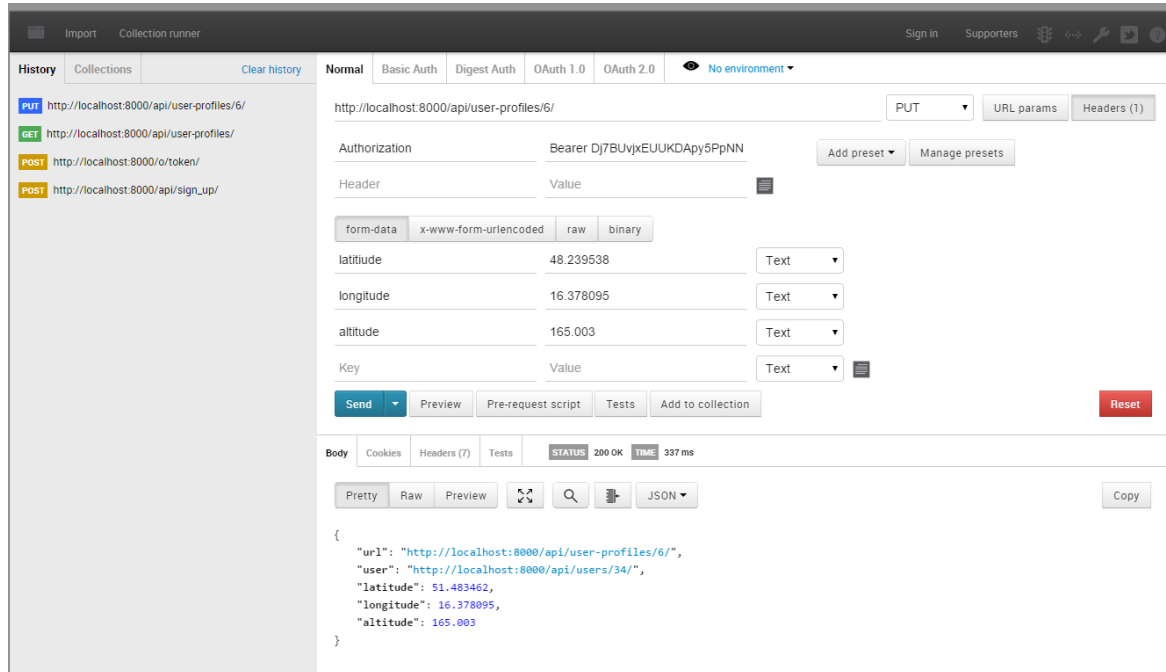 Import Collection runner Sign in Supporters
History Collections Clear history Normal Basic Auth Digest Auth OAuth 1.0 OAuth 2.0 No environment
PUT http://localhost:8000/api/user-profiles/6/
GET http://localhost:8000/api/user-profiles/
POST http://localhost:8000/o/token/
POST http://localhost:8000/api/sign_up/
http://localhost:8000/api/user-profiles/6/ PUT URL params Headers (1)
Authorization Bearer Dj7BUvjxEUUKDApy5PpNN Add preset Manage presets
Header Value
form-data x-www-form-urlencoded raw binary
latitiude 48.239538 Text
longitude 16.378095 Text
altitude 165.003 Text
Key Value Text
Send Preview Pre-request script Tests Add to collection Reset
Body Cookies Headers (7) Tests STATUS 200 OK TIME 337 ms
Pretty Raw Preview JSON Copy
{
"url": "http://localhost:8000/api/user-profiles/6/",
"user": "http://localhost:8000/api/users/34/",
"latitude": 51.483462,
"longitude": 16.378095,
"altitude": 165.003
}